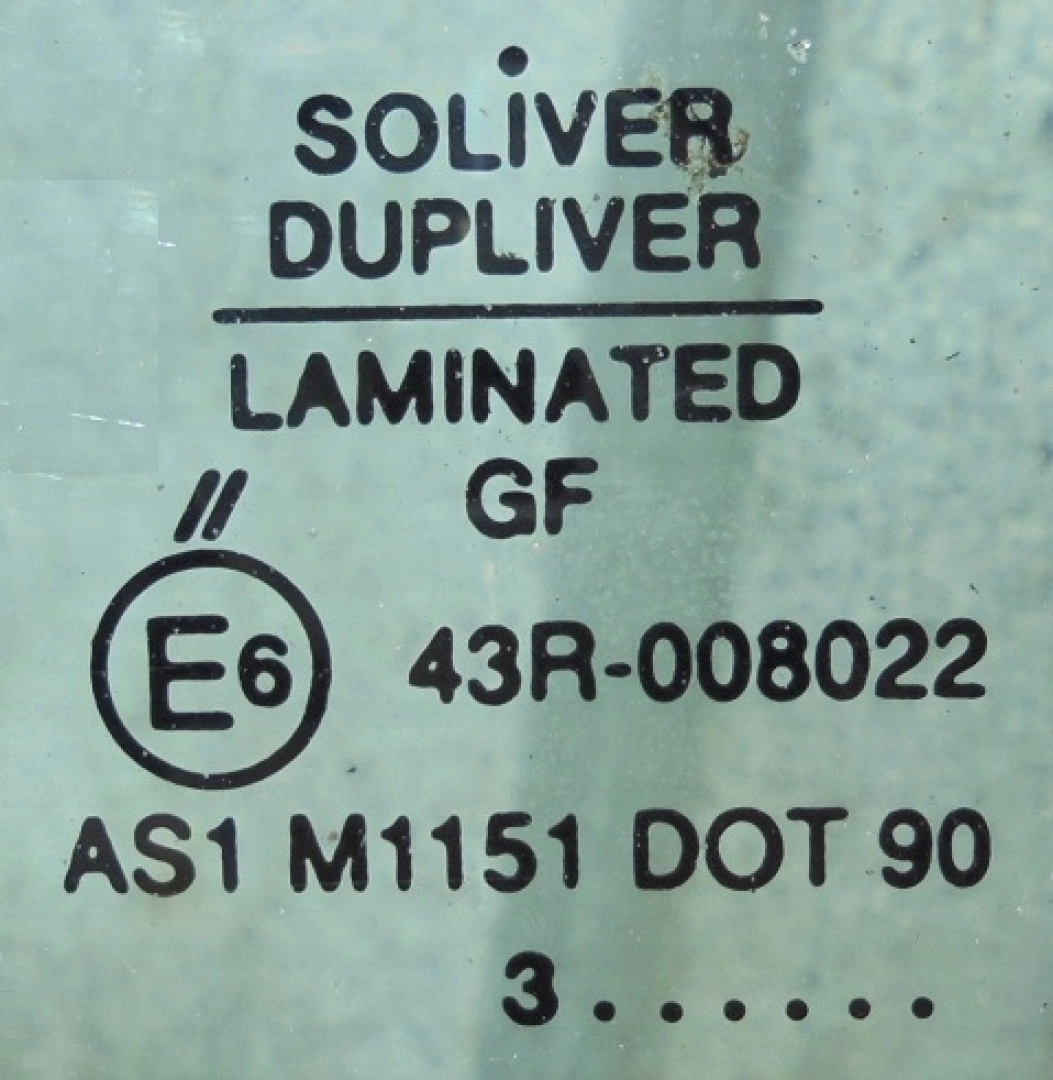 SOLIVER
DUPLIVER
LAMINATED
GF
//
E6 43R-008022
AS1 M1151 DOT 90
3......